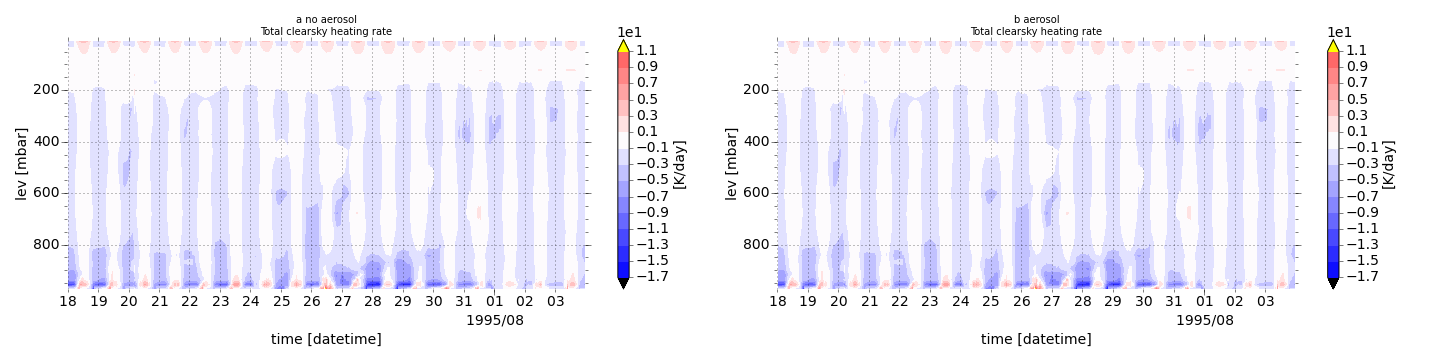 a no aerosol
Total clearsky heating rate
1e1
1.1
0.9
0.7
0.5
0.3
0.1
−0.1
−0.3
−0.5
−0.7
−0.9
−1.1
−1.3
−1.5
−1.7
[K/day]
lev [mbar]
200
400
600
800
18 19 20 21 22 23 24 25 26 27 28 29 30 31 01 02 03
1995/08
time [datetime]
b aerosol
Total clearsky heating rate
1e1
1.1
0.9
0.7
0.5
0.3
0.1
−0.1
−0.3
−0.5
−0.7
−0.9
−1.1
−1.3
−1.5
−1.7
[K/day]
lev [mbar]
200
400
600
800
18 19 20 21 22 23 24 25 26 27 28 29 30 31 01 02 03
1995/08
time [datetime]